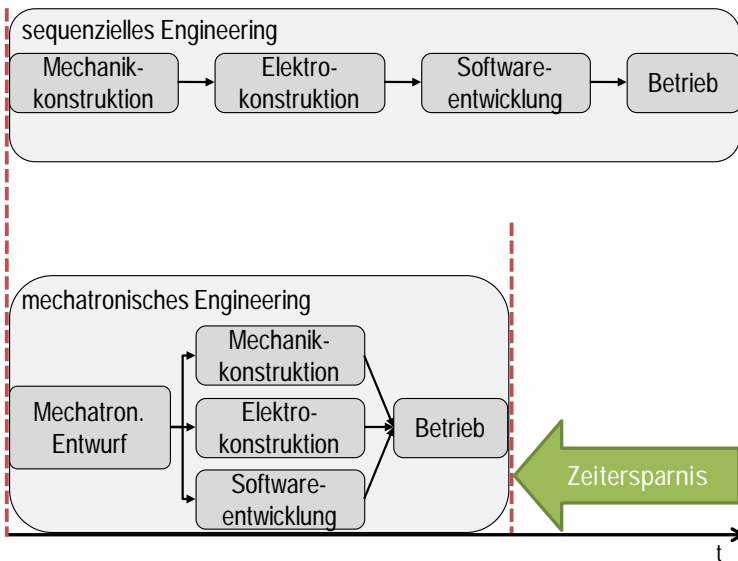 sequenzielles Engineering
Mechanik-
konstruktion
Elektro-
konstruktion
Software-
entwicklung
Betrieb
mechatronisches Engineering
Mechatron.
Entwurf
Mechanik-
konstruktion
Elektro-
konstruktion
Software-
entwicklung
Betrieb
Zeitersparnis
t